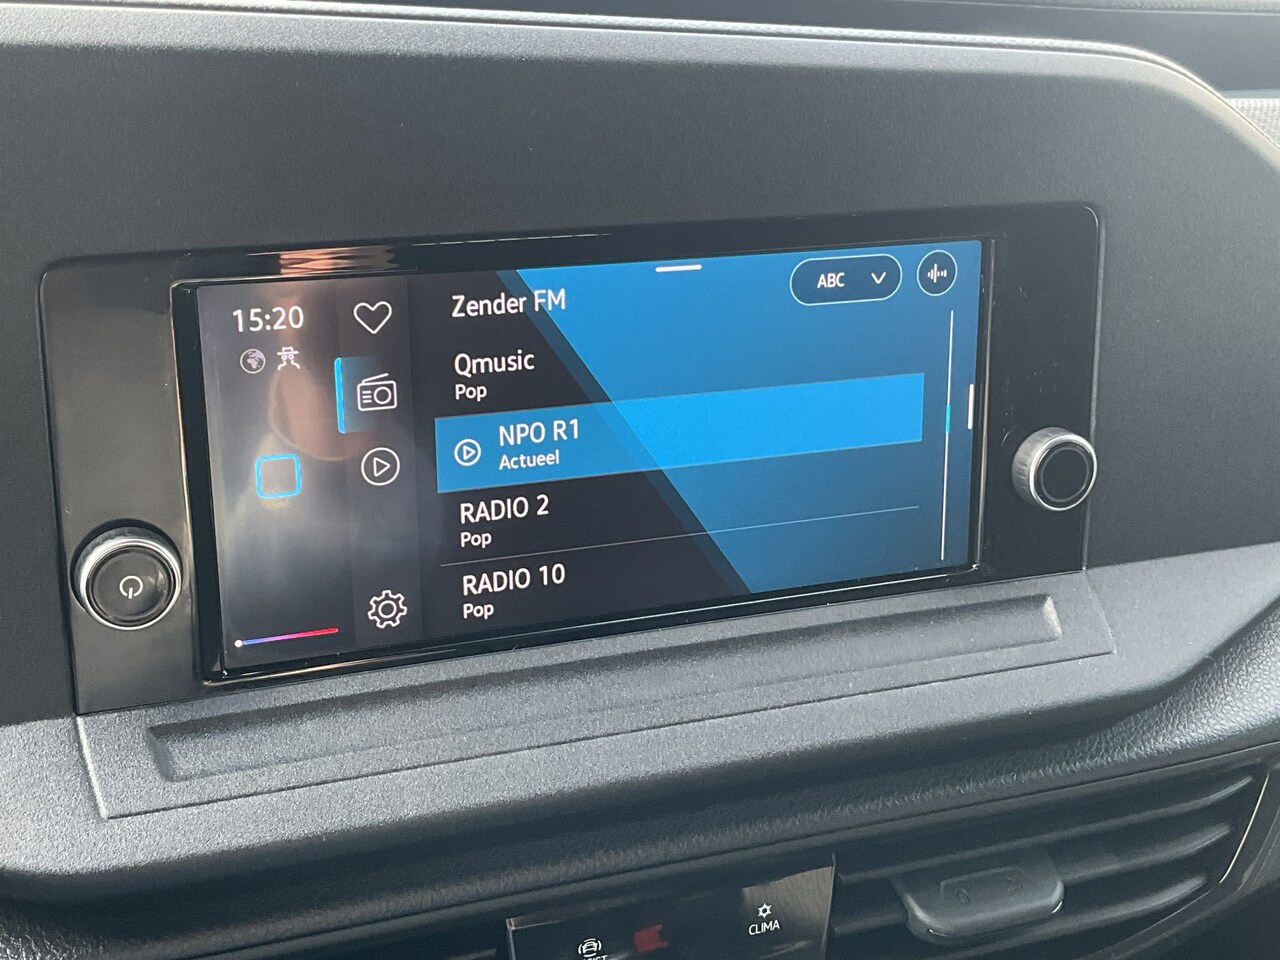 15:20
Zender FM
ABC
Qmusic
Pop
NPO R1
Actueel
RADIO 2
Pop
RADIO 10
Pop
CLIMA